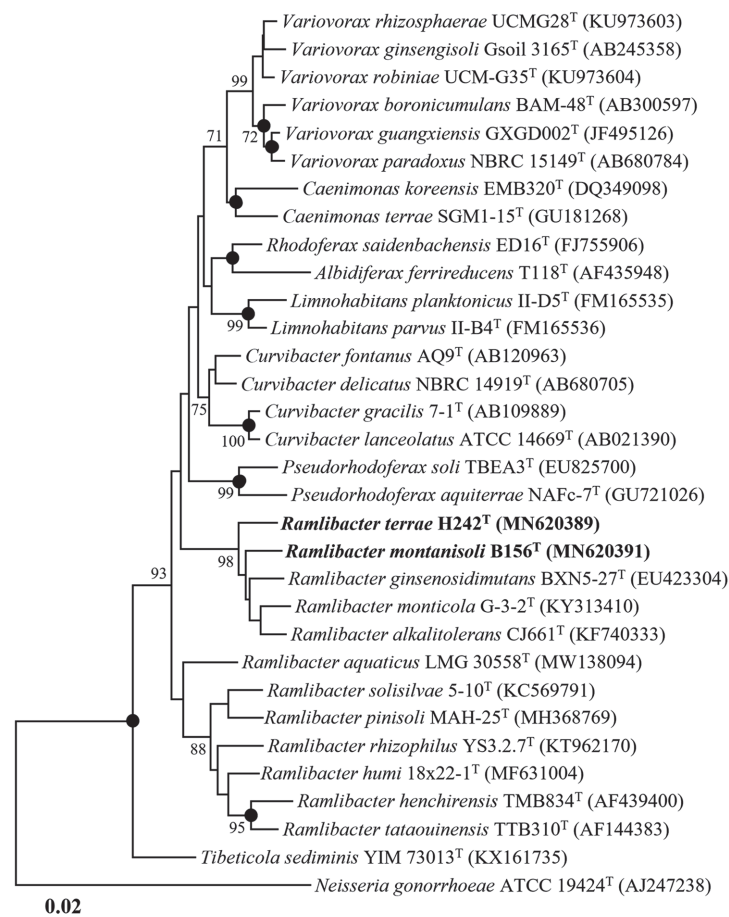 Variovorax rhizosphaerae UCMG28ᵀ (KU973603)
Variovorax ginsengisoli Gsoil 3165ᵀ (AB245358)
Variovorax robiniae UCM-G35ᵀ (KU973604)
99
Variovorax boronicumulans BAM-48ᵀ (AB300597)
71
72
Variovorax guangxiensis GXGD002ᵀ (JF495126)
Variovorax paradoxus NBRC 15149ᵀ (AB680784)
Caenimonas koreensis EMB320ᵀ (DQ349098)
Caenimonas terrae SGM1-15ᵀ (GU181268)
Rhodoferax saidenbachensis ED16ᵀ (FJ755906)
Albidiferax ferrireducens T118ᵀ (AF435948)
Limnohabitans planktonicus II-D5ᵀ (FM165535)
99
Limnohabitans parvus II-B4ᵀ (FM165536)
Curvibacter fontanus AQ9ᵀ (AB120963)
Curvibacter delicatus NBRC 14919ᵀ (AB680705)
75
Curvibacter gracilis 7-1ᵀ (AB109889)
100
Curvibacter lanceolatus ATCC 14669ᵀ (AB021390)
Pseudorhodoferax soli TBEA3ᵀ (EU825700)
99
Pseudorhodoferax aquiterrae NAFc-7ᵀ (GU721026)
Ramlibacter terrae H242ᵀ (MN620389)
Ramlibacter montanisoli B156ᵀ (MN620391)
98
93
Ramlibacter ginsenosidimutans BXN5-27ᵀ (EU423304)
Ramlibacter monticola G-3-2ᵀ (KY313410)
Ramlibacter alkalitolerans CJ661ᵀ (KF740333)
Ramlibacter aquaticus LMG 30558ᵀ (MW138094)
Ramlibacter solisilvae 5-10ᵀ (KC569791)
Ramlibacter pinisoli MAH-25ᵀ (MH368769)
88
Ramlibacter rhizophilus YS3.2.7ᵀ (KT962170)
Ramlibacter humi 18x22-1ᵀ (MF631004)
Ramlibacter henchirensis TMB834ᵀ (AF439400)
95
Ramlibacter tataouinensis TTB310ᵀ (AF144383)
Tibeticola sediminis YIM 73013ᵀ (KX161735)
Neisseria gonorrhoeae ATCC 19424ᵀ (AJ247238)
0.02